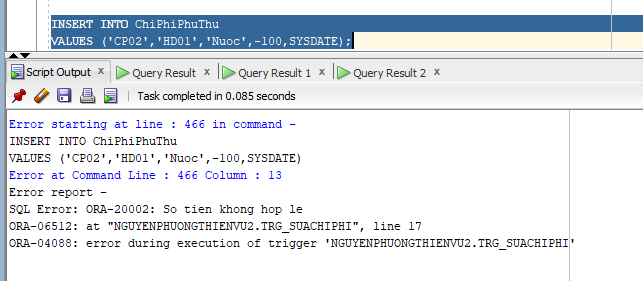 INSERT INTO ChiPhiPhuThu
VALUES ('CP02','HD01','Nuoc',-100,SYSDATE);
Script Output x Query Result x Query Result 1 x Query Result 2 x
Task completed in 0.085 seconds
Error starting at line : 466 in command -
INSERT INTO ChiPhiPhuThu
VALUES ('CP02','HD01','Nuoc',-100,SYSDATE)
Error at Command Line : 466 Column : 13
Error report -
SQL Error: ORA-20002: So tien khong hop le
ORA-06512: at "NGUYENPHUONGTHIENVU2.TRG_SUACHIPHI", line 17
ORA-04088: error during execution of trigger 'NGUYENPHUONGTHIENVU2.TRG_SUACHIPHI'